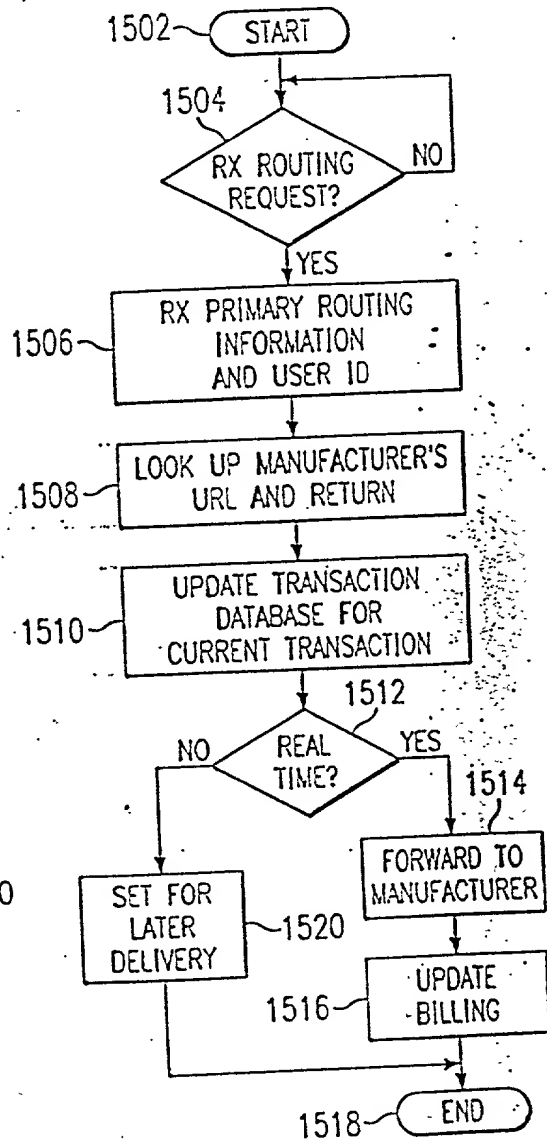 1502
START
1504
RX ROUTING
REQUEST?
NO
YES
1506
RX PRIMARY ROUTING
INFORMATION
AND USER ID
1508
LOOK UP MANUFACTURER'S
URL AND RETURN
1510
UPDATE TRANSACTION
DATABASE FOR
CURRENT TRANSACTION
1512
NO
REAL
TIME?
YES
1514
FORWARD TO
MANUFACTURER
0
SET FOR
LATER
DELIVERY
1520
1516
UPDATE
BILLING
1518
END